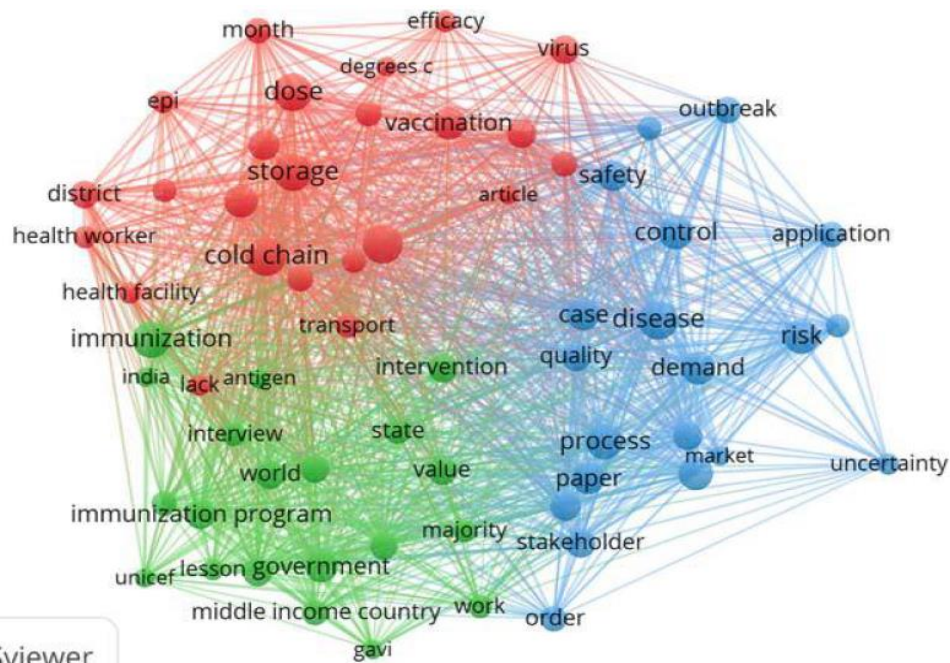 efficacy
month
virus
degrees c
dose
epi
outbreak
vaccination
storage
safety
district
article
health worker
control
application
cold chain
health facility
case
disease
transport
risk
immunization
quality
intervention
demand
india
antigen
lack
state
interview
process
market
uncertainty
world
value
paper
immunization program
majority
stakeholder
government
lesson
unicef
work
middle income country
order
gavi